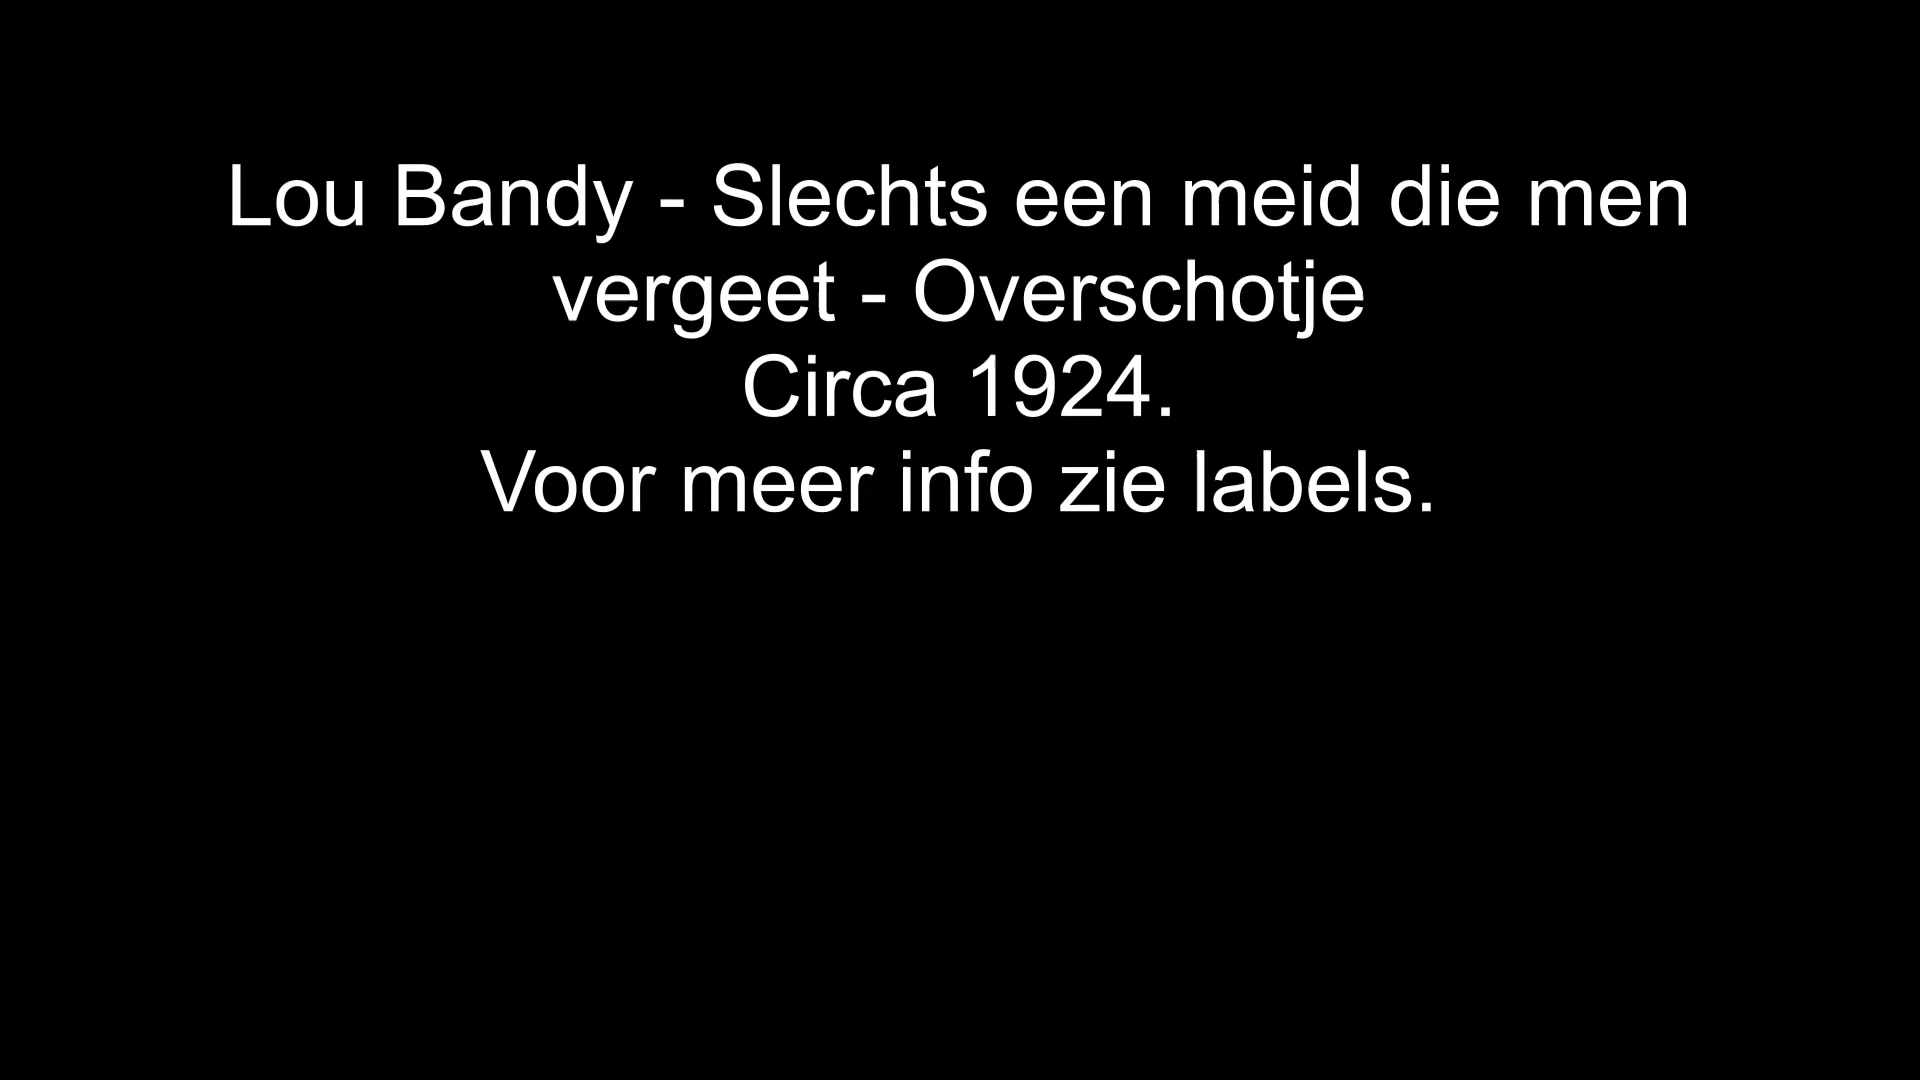 Lou Bandy - Slechts een meid die men
vergeet - Overschotje
Circa 1924.
Voor meer info zie labels.